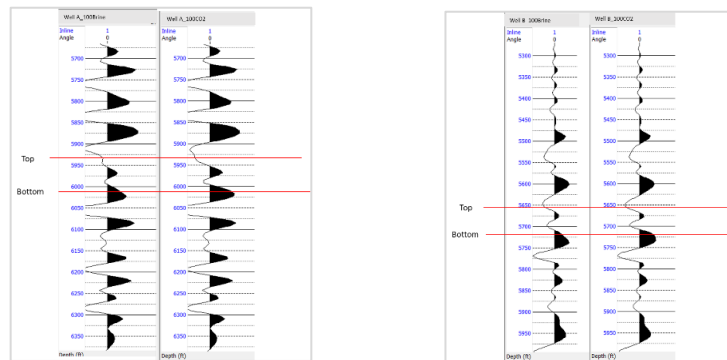 Well A_100Brine
Well A_100CO2
Inline 1
Angle 0
Inline 1
Angle 0
5700
5750
5800
5850
5900
5950
6000
6050
6100
6150
6200
6250
6300
6350
Depth (ft)
5700
5750
5800
5850
5900
5950
6000
6050
6100
6150
6200
6250
6300
6350
Depth (ft)
Top
Bottom
Well B_100Brine
Well B_100CO2
Inline 1
Angle 0
Inline 1
Angle 0
5300
5350
5400
5450
5500
5550
5600
5650
5700
5750
5800
5850
5900
5950
Depth (ft)
5300
5350
5400
5450
5500
5550
5600
5650
5700
5750
5800
5850
5900
5950
Depth (ft)
Top
Bottom